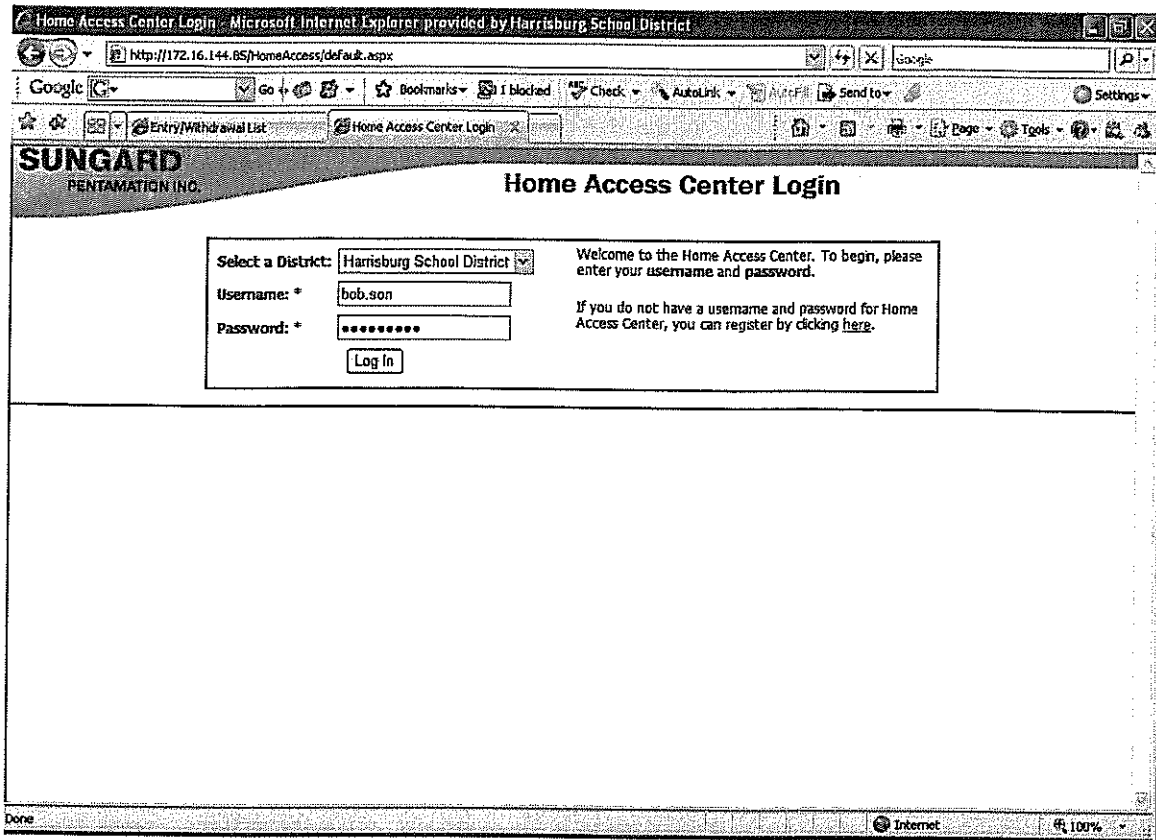 Home Access Center Login - Microsoft Internet Explorer provided by Harrisburg School District
http://172.16.144.85/HomeAccess/default.aspx
Google
Google Go Bookmarks 1 blocked Check AutoLink AutoFill Send to Settings
Entry/Withdrawal List Home Access Center Login Page Tools
SUNGARD
PENTAMATION INC.
Home Access Center Login
Select a District: Harrisburg School District
Username: * bob.son
Password: * •••••••••
Log In
Welcome to the Home Access Center. To begin, please
enter your username and password.
If you do not have a username and password for Home
Access Center, you can register by clicking here.
Done Internet 100%